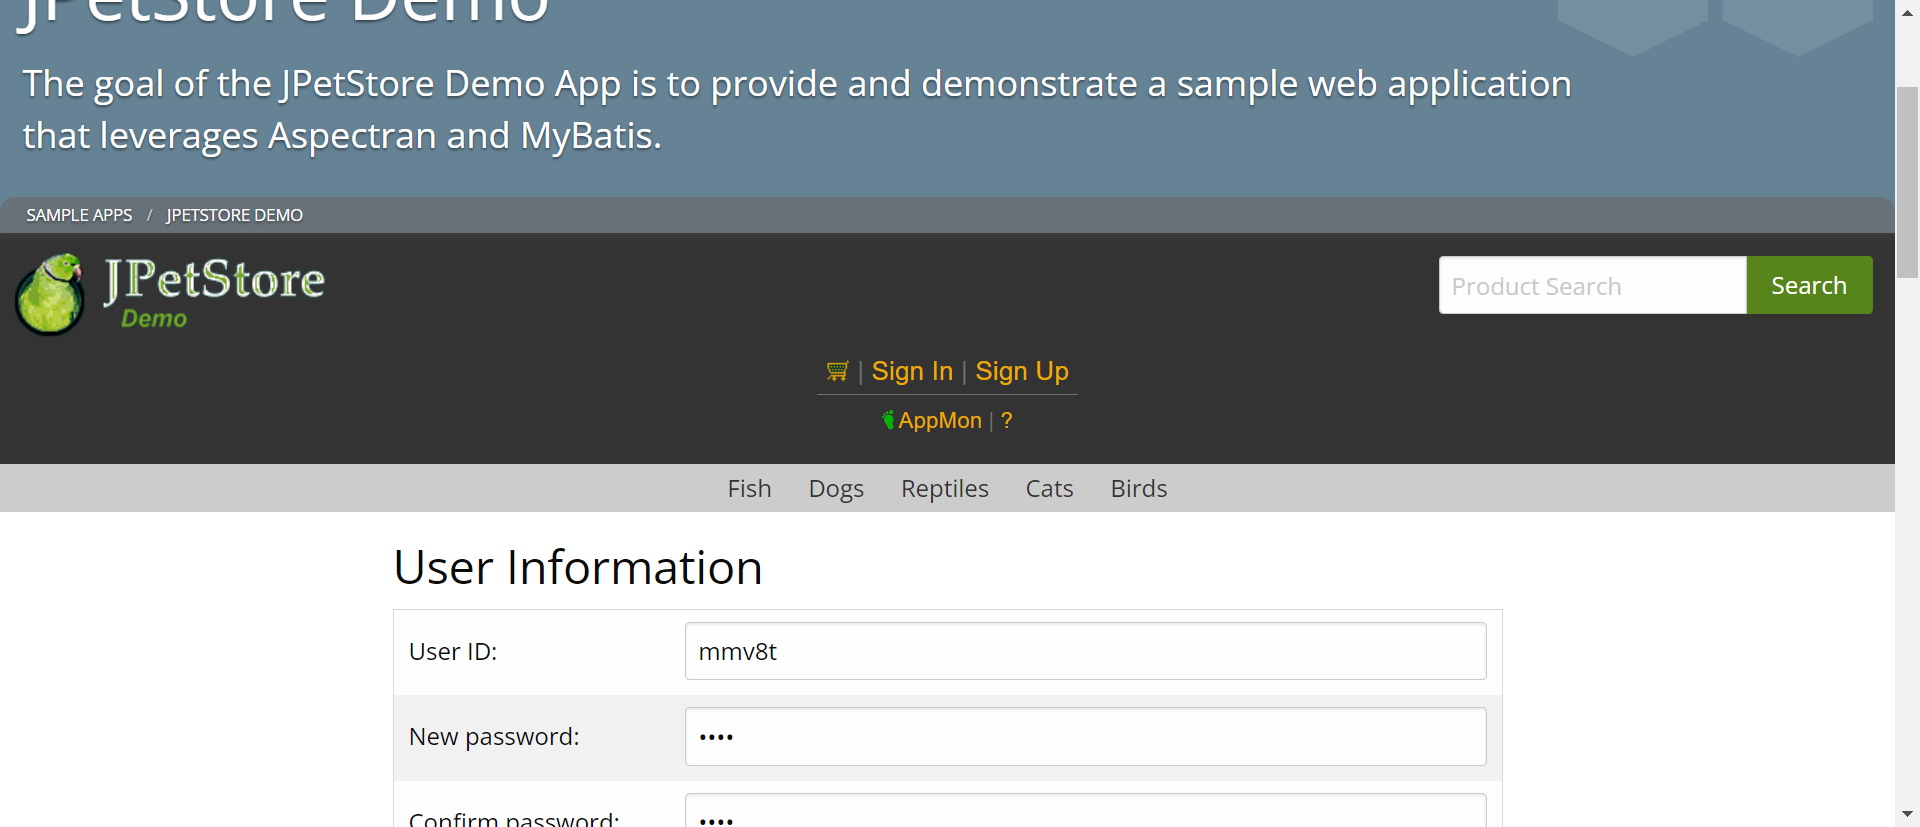 JPetStore Demo
The goal of the JPetStore Demo App is to provide and demonstrate a sample web application
that leverages Aspectran and MyBatis.
SAMPLE APPS / JPETSTORE DEMO
JPetStore
Demo
Product Search
Search
| Sign In | Sign Up
AppMon | ?
Fish Dogs Reptiles Cats Birds
User Information
User ID: mmv8t
New password: ••••
Confirm password: ••••